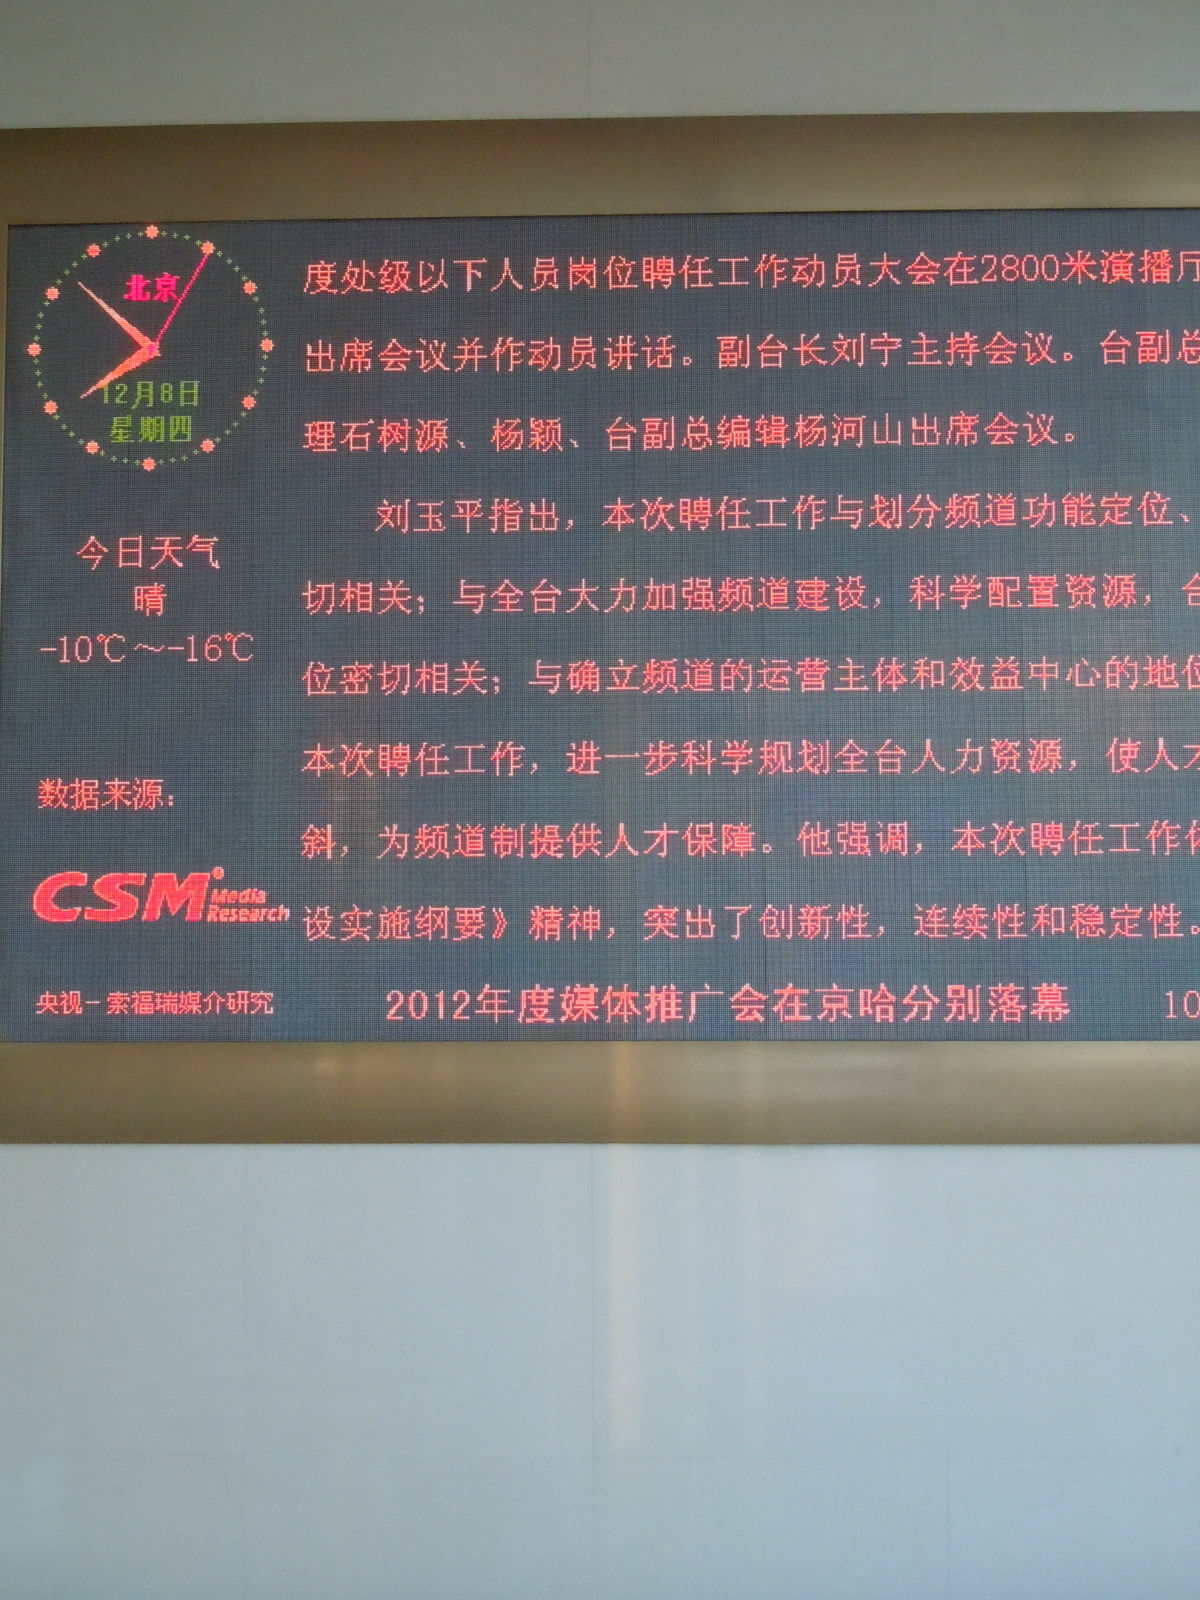 北京
12月8日
星期四
今日天气
晴
-10℃～-16℃
数据来源：
CSM®
Media
Research
央视－索福瑞媒介研究
度处级以下人员岗位聘任工作动员大会在2800米演播厅
出席会议并作动员讲话。副台长刘宁主持会议。台副总
理石树源、杨颖、台副总编辑杨河山出席会议。
刘玉平指出，本次聘任工作与划分频道功能定位、
切相关；与全台大力加强频道建设，科学配置资源，合
位密切相关；与确立频道的运营主体和效益中心的地位
本次聘任工作，进一步科学规划全台人力资源，使人才
斜，为频道制提供人才保障。他强调，本次聘任工作体
设实施纲要》精神，突出了创新性，连续性和稳定性。
2012年度媒体推广会在京哈分别落幕 10